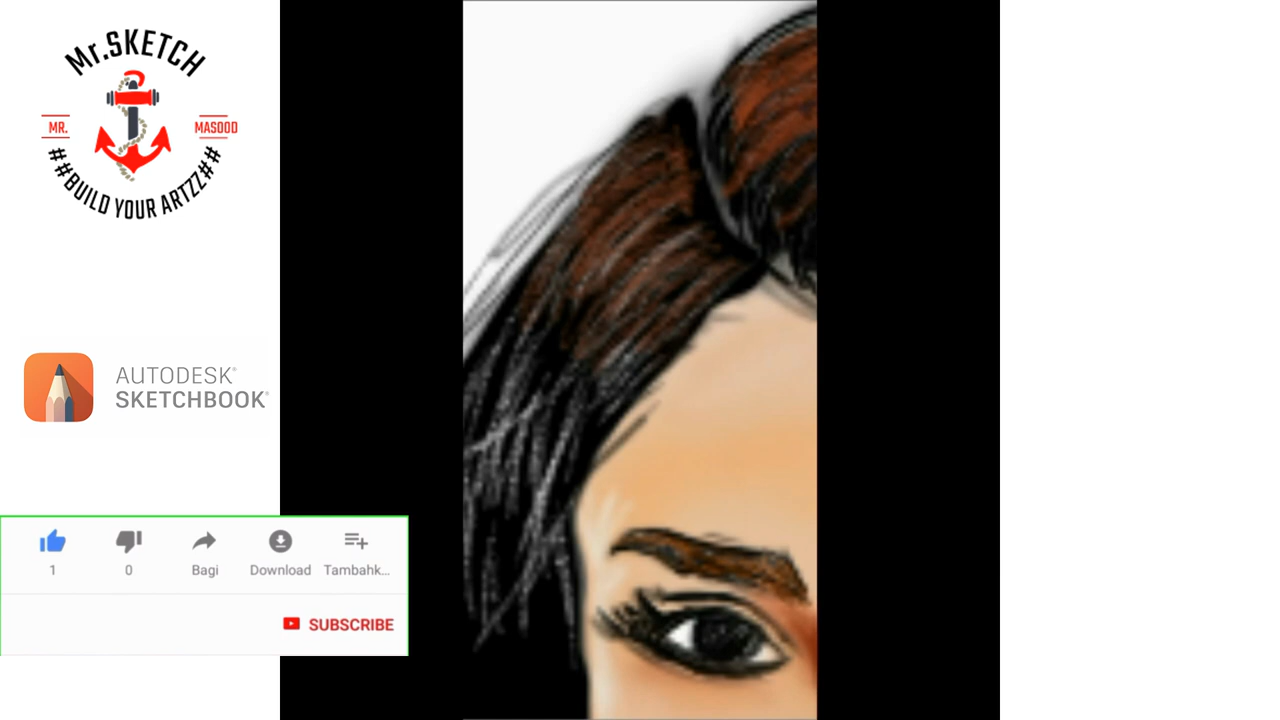 Mr.SKETCH
MR.
MASOOD
##BUILD YOUR ARTZZ##
AUTODESK®
SKETCHBOOK®
1
0
Bagi
Download
Tambahk...
SUBSCRIBE